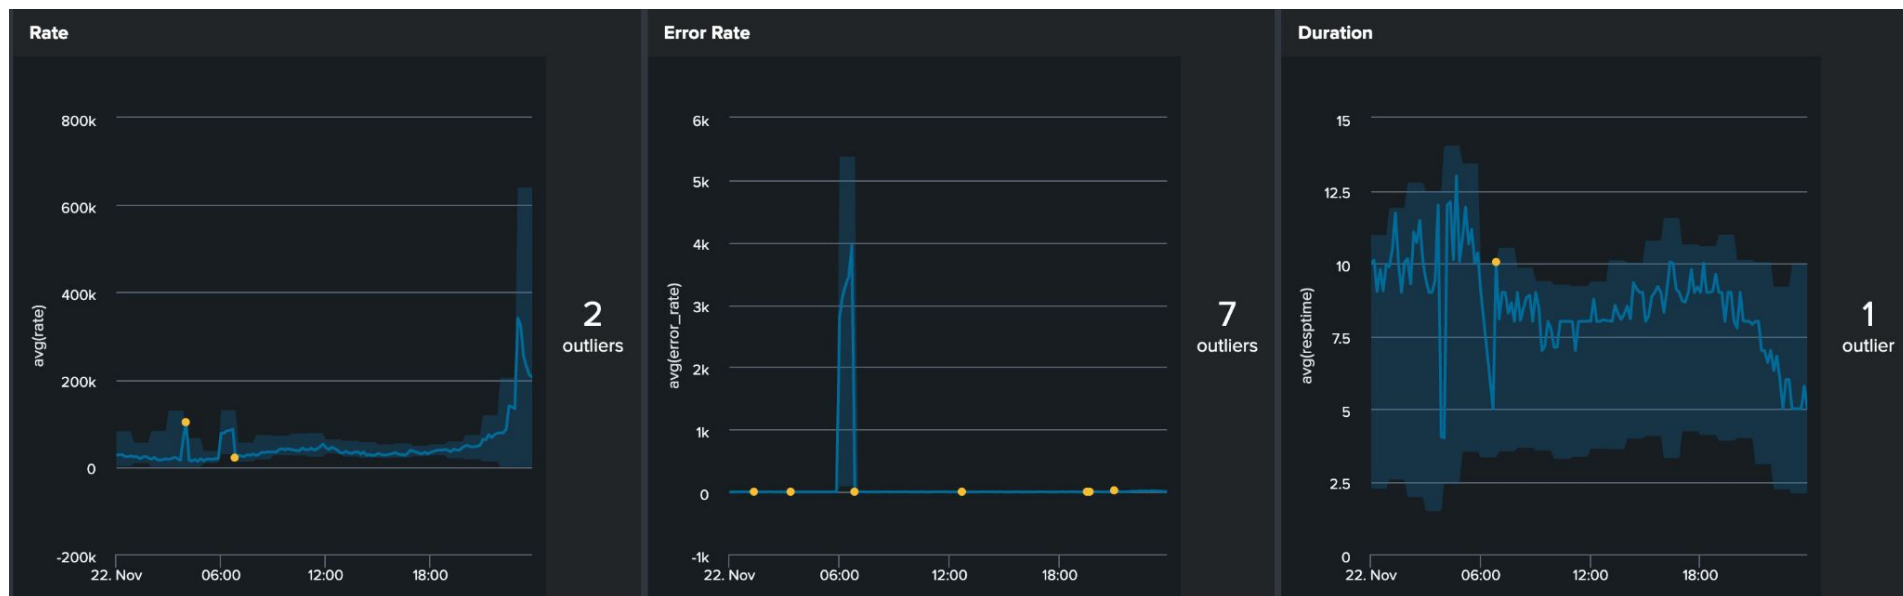 Rate
800k
600k
400k
200k
0
-200k
avg(rate)
22. Nov
06:00
12:00
18:00
2
outliers
Error Rate
6k
5k
4k
3k
2k
1k
0
-1k
avg(error_rate)
22. Nov
06:00
12:00
18:00
7
outliers
Duration
15
12.5
10
7.5
5
2.5
0
avg(resptime)
22. Nov
06:00
12:00
18:00
1
outlier